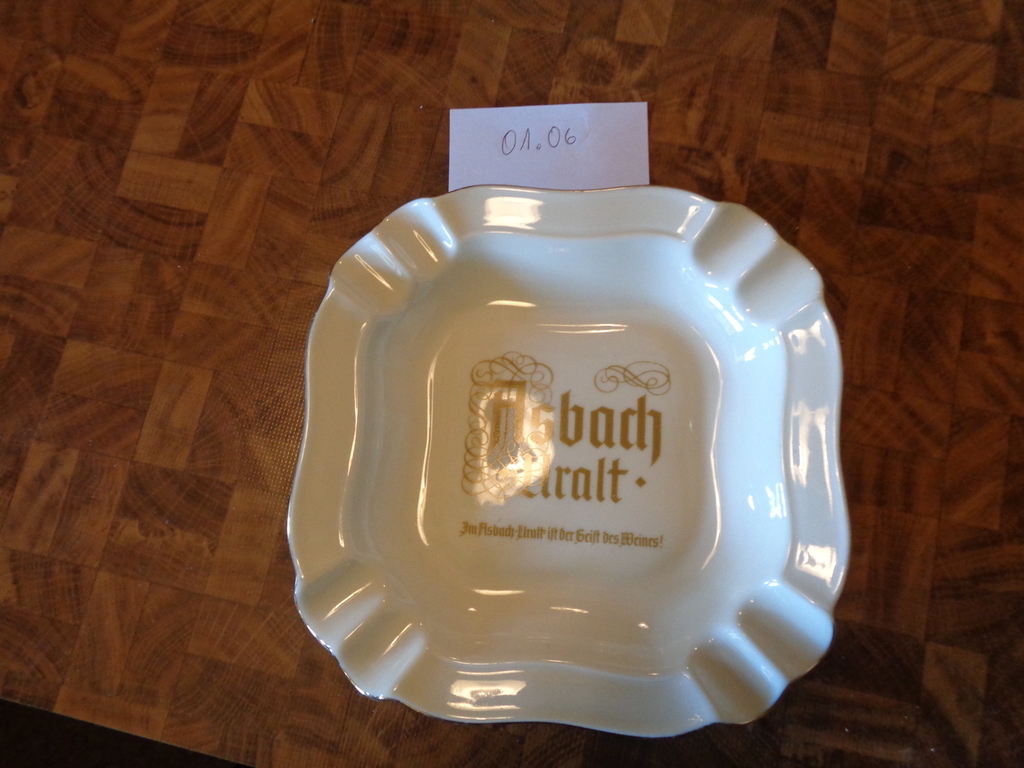 01.06
Asbach
Uralt·
Im Asbach-Uralt ist der Geist des Weines!